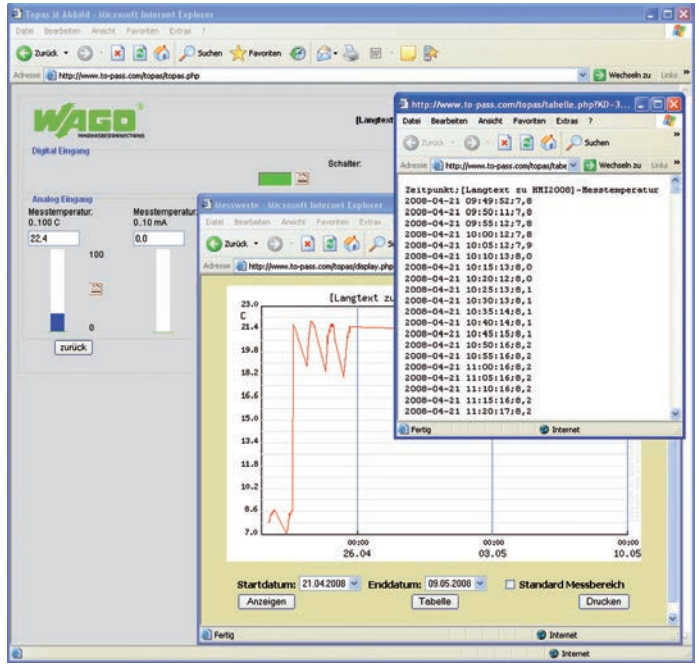 Topas M Abbild - Microsoft Internet Explorer
Datei Bearbeiten Ansicht Favoriten Extras ?
Zurück Suchen Favoriten
Adresse http://www.to-pass.com/topas/topas.php Wechseln zu Links »
WAGO®
INNOVATIVE CONNECTIONS
[Langtext
Digital Eingang
Schalter:
Analog Eingang
Messtemperatur: Messtemperatur
0..100 C 0..10 mA
22,4 0,0
100
0
zurück
http://www.to-pass.com/topas/tabelle.php?KD-3...
Datei Bearbeiten Ansicht Favoriten Extras ?
Zurück Suchen
Adresse http://www.to-pass.com/topas/tabe Wechseln zu Links »
Zeitpunkt;[Langtext zu HMI2006]-Messtemperatur
2008-04-21 09:49:52;7,8
2008-04-21 09:50:11;7,8
2008-04-21 09:55:12;7,8
2008-04-21 10:00:12;7,8
2008-04-21 10:05:12;7,9
2008-04-21 10:10:13;8,0
2008-04-21 10:15:13;8,0
2008-04-21 10:20:12;8,0
2008-04-21 10:25:13;8,1
2008-04-21 10:30:13;8,1
2008-04-21 10:35:14;8,1
2008-04-21 10:40:14;8,1
2008-04-21 10:45:15;8,1
2008-04-21 10:50:16;8,2
2008-04-21 10:55:16;8,2
2008-04-21 11:00:16;8,2
2008-04-21 11:05:16;8,2
2008-04-21 11:10:16;8,2
2008-04-21 11:15:16;8,2
2008-04-21 11:20:17;8,2
Fertig Internet
Messwerte - Microsoft Internet Explorer
Datei Bearbeiten Ansicht Favoriten Extras
Zurück
Adresse http://www.to-pass.com/topas/display.php
[Langtext zu
23.0
C
21.4
19.8
18.2
16.6
15.0
13.4
11.8
10.2
8.6
7.0
00:00 00:00 00:00
26.04 03.05 10.05
Startdatum: 21.04.2008 Enddatum: 09.05.2008 Standard Messbereich
Anzeigen Tabelle Drucken
Fertig Internet
Internet